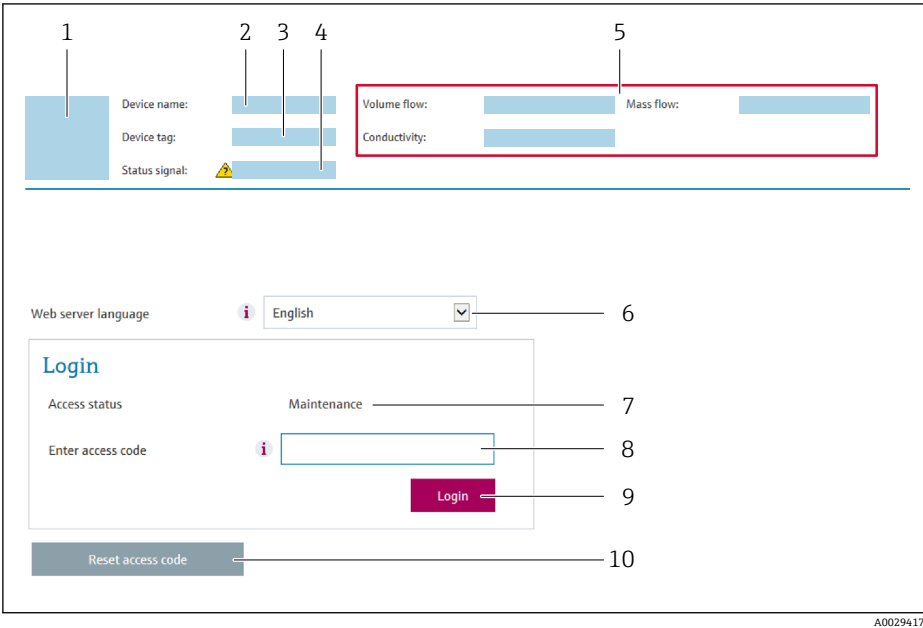 1 2 3 4 5
Device name: Volume flow: Mass flow:
Device tag: Conductivity:
Status signal: ?
Web server language i English 6
Login
Access status Maintenance 7
Enter access code i 8
Login 9
Reset access code 10
A0029417